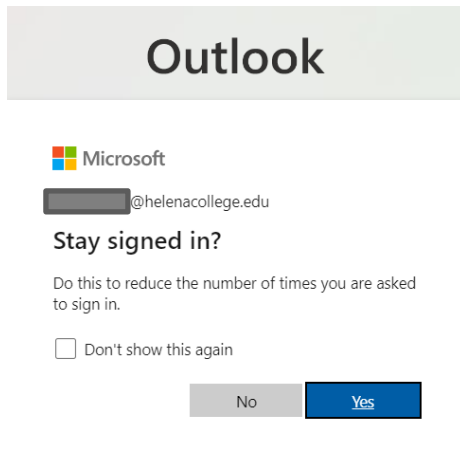 Outlook
Microsoft
@helenacollege.edu
Stay signed in?
Do this to reduce the number of times you are asked
to sign in.
Don't show this again
No
Yes